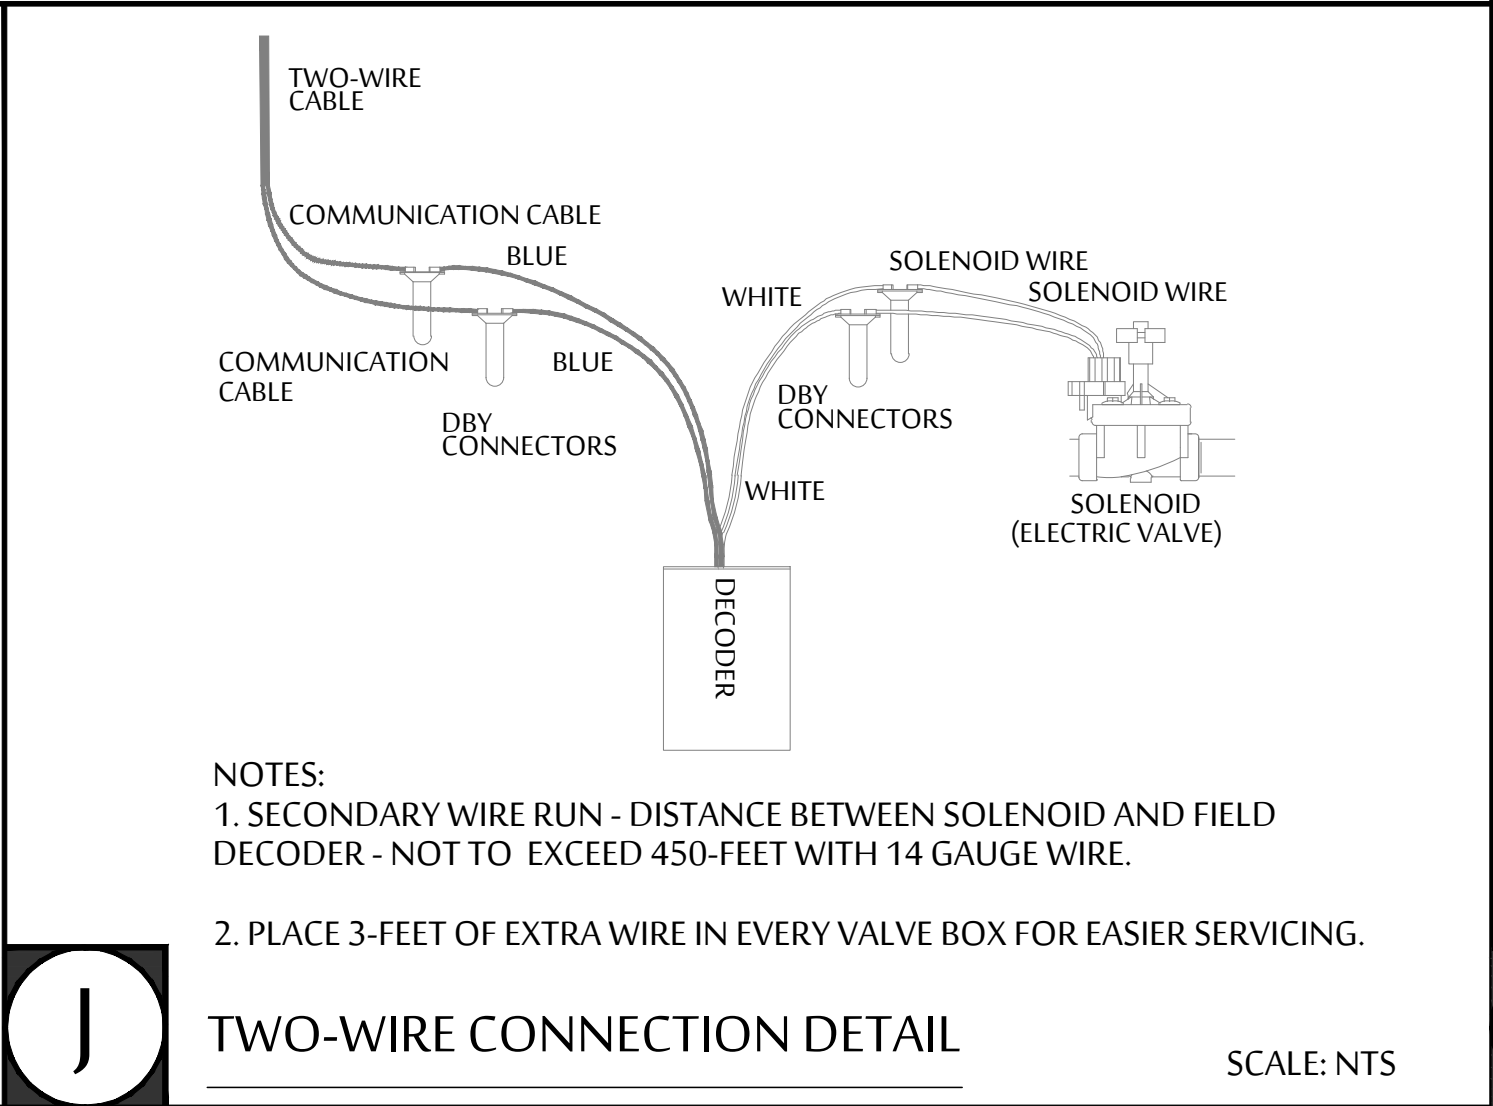 TWO-WIRE
CABLE
COMMUNICATION CABLE
BLUE
SOLENOID WIRE
WHITE
SOLENOID WIRE
COMMUNICATION
CABLE
BLUE
DBY
CONNECTORS
DBY
CONNECTORS
WHITE
SOLENOID
(ELECTRIC VALVE)
DECODER
NOTES:
1. SECONDARY WIRE RUN - DISTANCE BETWEEN SOLENOID AND FIELD
DECODER - NOT TO EXCEED 450-FEET WITH 14 GAUGE WIRE.
2. PLACE 3-FEET OF EXTRA WIRE IN EVERY VALVE BOX FOR EASIER SERVICING.
J
TWO-WIRE CONNECTION DETAIL
SCALE: NTS